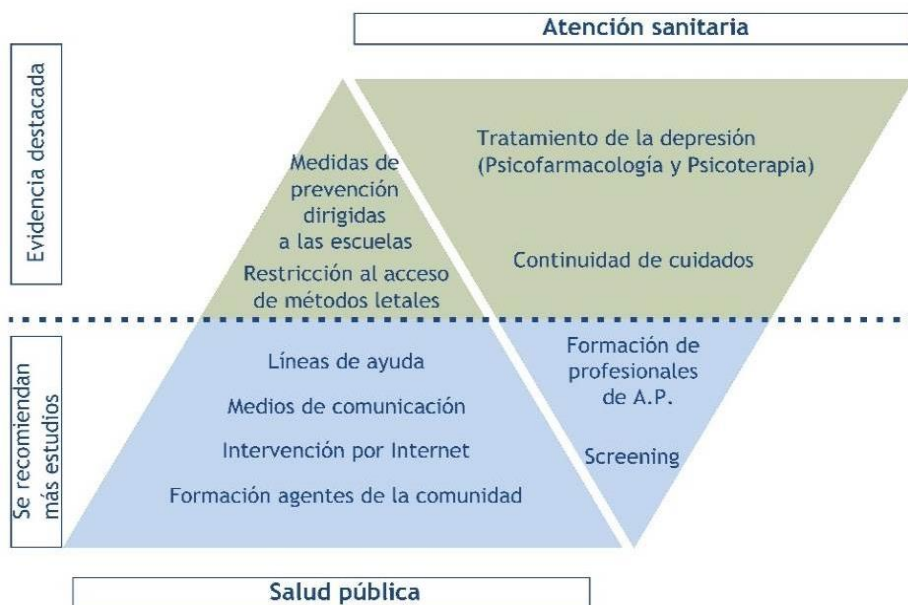 Atención sanitaria
Evidencia destacada
Medidas de
prevención
dirigidas
a las escuelas
Restricción al acceso
de métodos letales
Tratamiento de la depresión
(Psicofarmacología y Psicoterapia)
Continuidad de cuidados
Se recomiendan
más estudios
Líneas de ayuda
Medios de comunicación
Intervención por Internet
Formación agentes de la comunidad
Formación de
profesionales
de A.P.
Screening
Salud pública